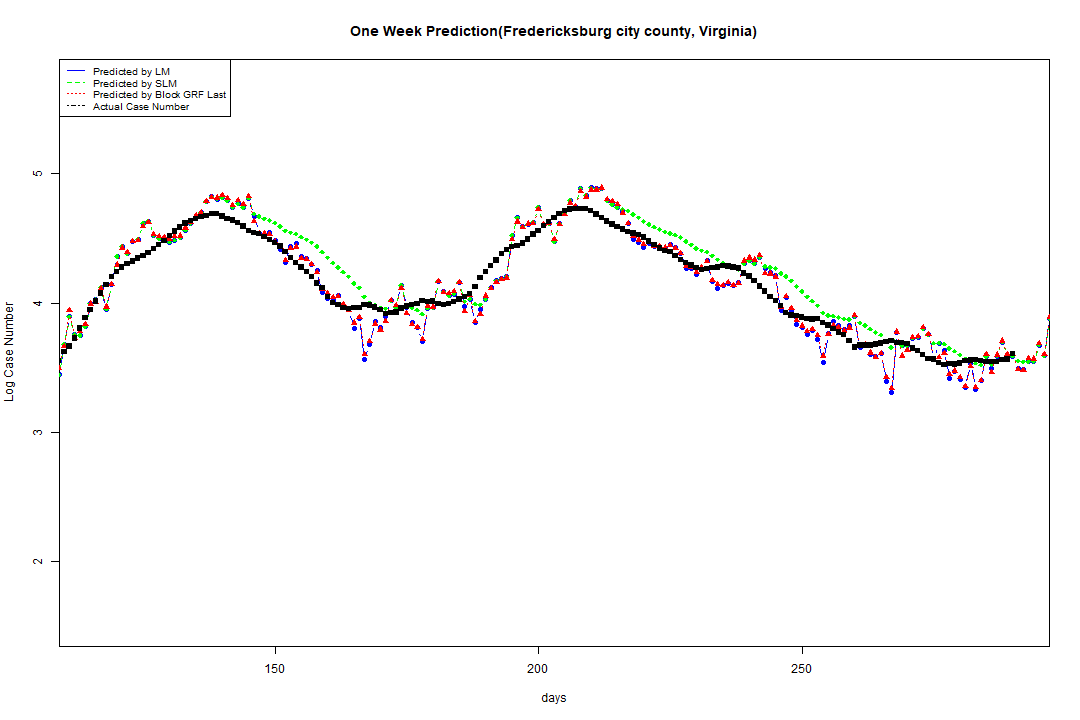 One Week Prediction(Fredericksburg city county, Virginia)
Predicted by LM
Predicted by SLM
Predicted by Block GRF Last
Actual Case Number
5
4
3
2
Log Case Number
150
200
250
days